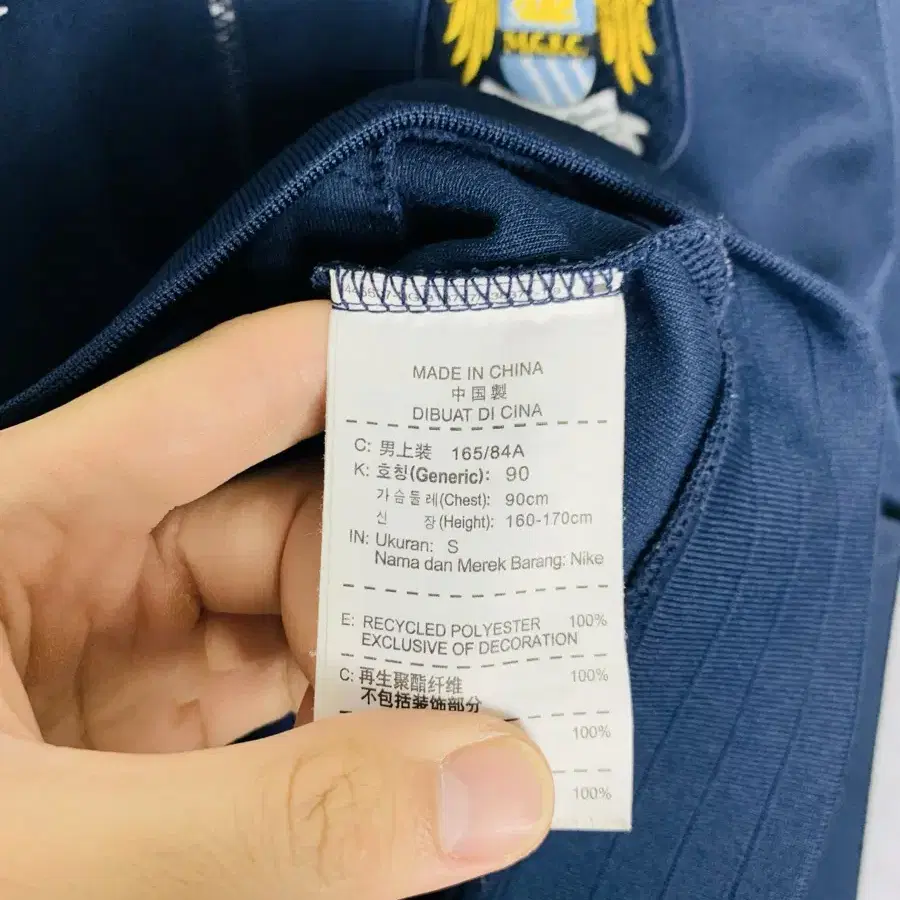 M.C.F.C.
MADE IN CHINA
中国製
DIBUAT DI CINA
C: 男上装 165/84A
K: 호칭(Generic): 90
가슴둘레(Chest): 90cm
신 장(Height): 160-170cm
IN: Ukuran: S
Nama dan Merek Barang: Nike
E: RECYCLED POLYESTER 100%
EXCLUSIVE OF DECORATION
C: 再生聚酯纤维 100%
不包括装饰部分
100%
100%